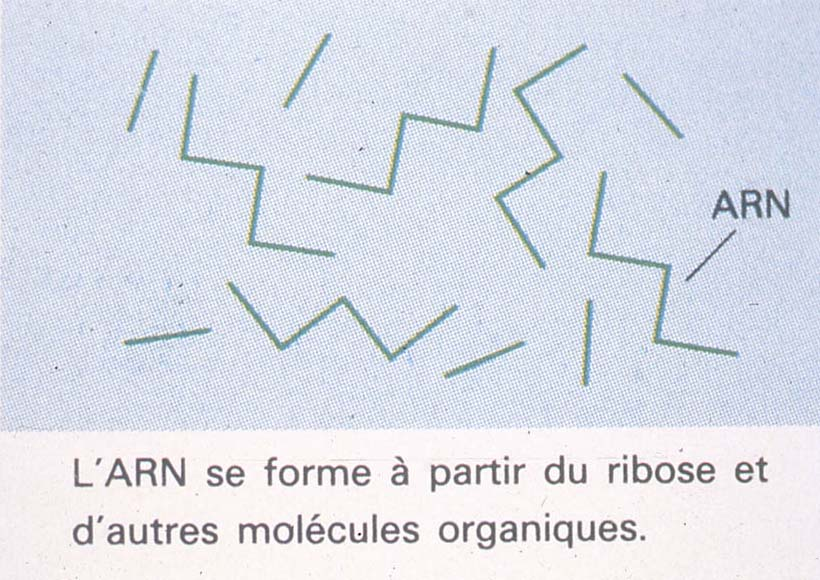 ARN
L'ARN se forme à partir du ribose et
d'autres molécules organiques.